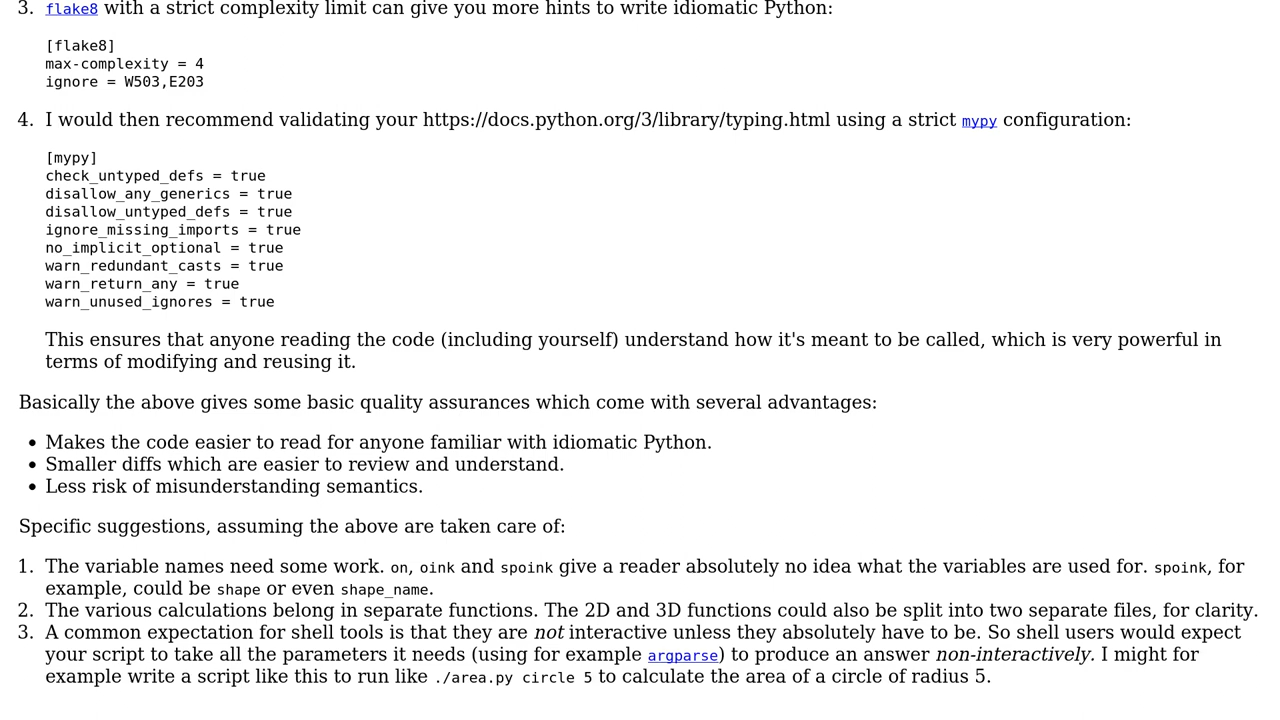 3. flake8 with a strict complexity limit can give you more hints to write idiomatic Python:
[flake8]
max-complexity = 4
ignore = W503,E203
4. I would then recommend validating your https://docs.python.org/3/library/typing.html using a strict mypy configuration:
[mypy]
check_untyped_defs = true
disallow_any_generics = true
disallow_untyped_defs = true
ignore_missing_imports = true
no_implicit_optional = true
warn_redundant_casts = true
warn_return_any = true
warn_unused_ignores = true
This ensures that anyone reading the code (including yourself) understand how it's meant to be called, which is very powerful in
terms of modifying and reusing it.
Basically the above gives some basic quality assurances which come with several advantages:
• Makes the code easier to read for anyone familiar with idiomatic Python.
• Smaller diffs which are easier to review and understand.
• Less risk of misunderstanding semantics.
Specific suggestions, assuming the above are taken care of:
1. The variable names need some work. on, oink and spoink give a reader absolutely no idea what the variables are used for. spoink, for
example, could be shape or even shape_name.
2. The various calculations belong in separate functions. The 2D and 3D functions could also be split into two separate files, for clarity.
3. A common expectation for shell tools is that they are not interactive unless they absolutely have to be. So shell users would expect
your script to take all the parameters it needs (using for example argparse) to produce an answer non-interactively. I might for
example write a script like this to run like ./area.py circle 5 to calculate the area of a circle of radius 5.